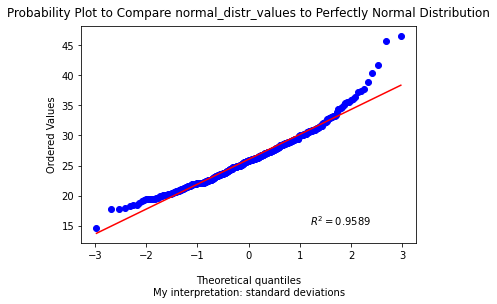 Probability Plot to Compare normal_distr_values to Perfectly Normal Distribution
45
40
35
30
25
20
15
Ordered Values
R² = 0.9589
−3
−2
−1
0
1
2
3
Theoretical quantiles
My interpretation: standard deviations